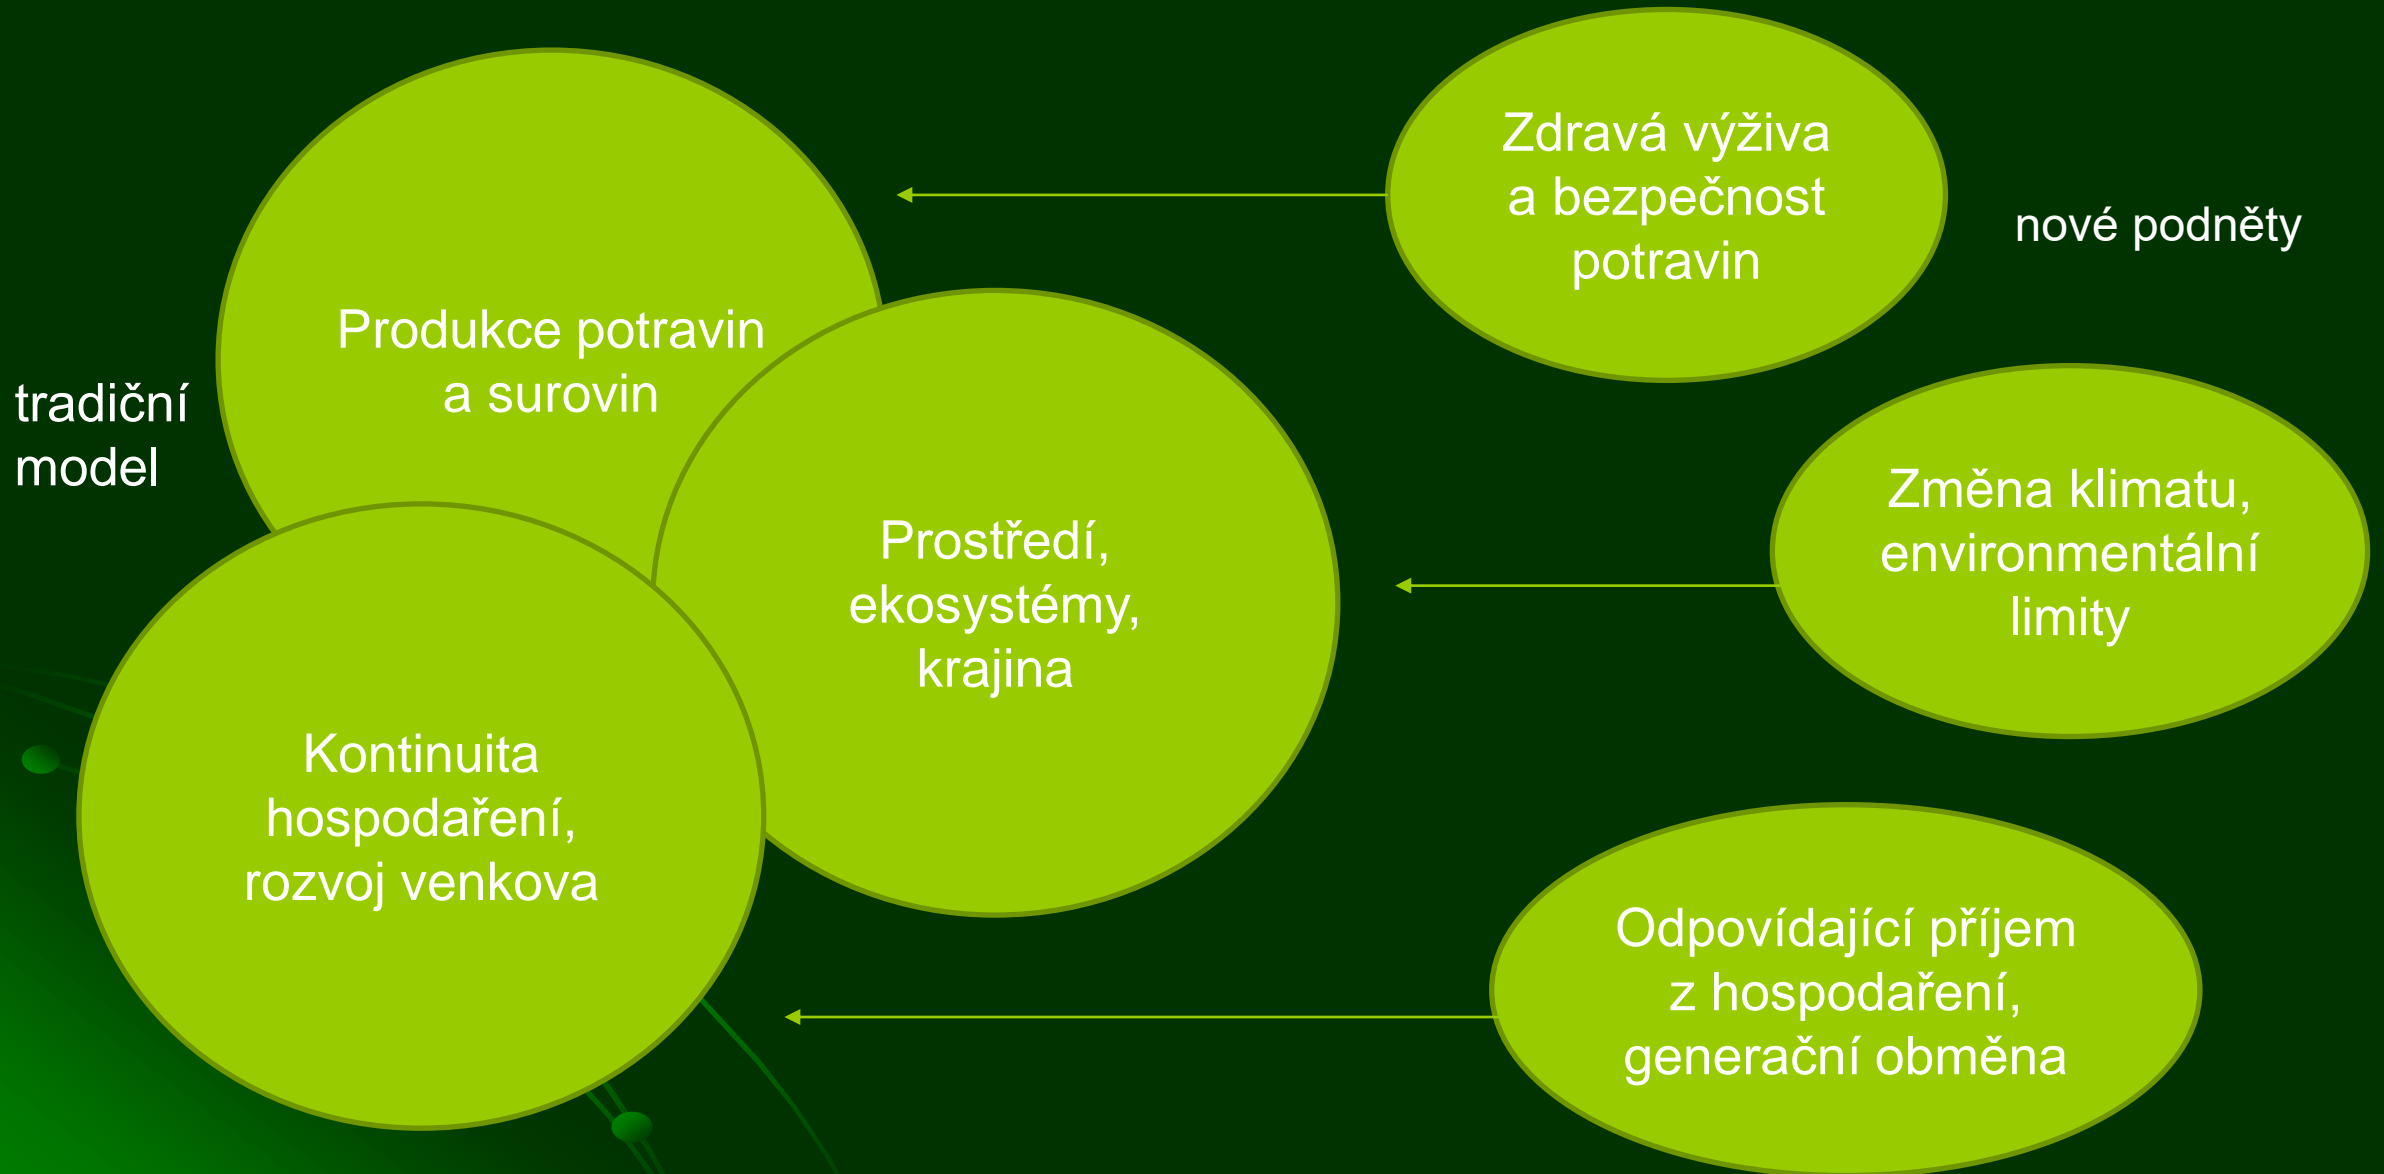 tradiční
model
Produkce potravin
a surovin
Prostředí,
ekosystémy,
krajina
Kontinuita
hospodaření,
rozvoj venkova
Zdravá výživa
a bezpečnost
potravin
nové podněty
Změna klimatu,
environmentální
limity
Odpovídající příjem
z hospodaření,
generační obměna